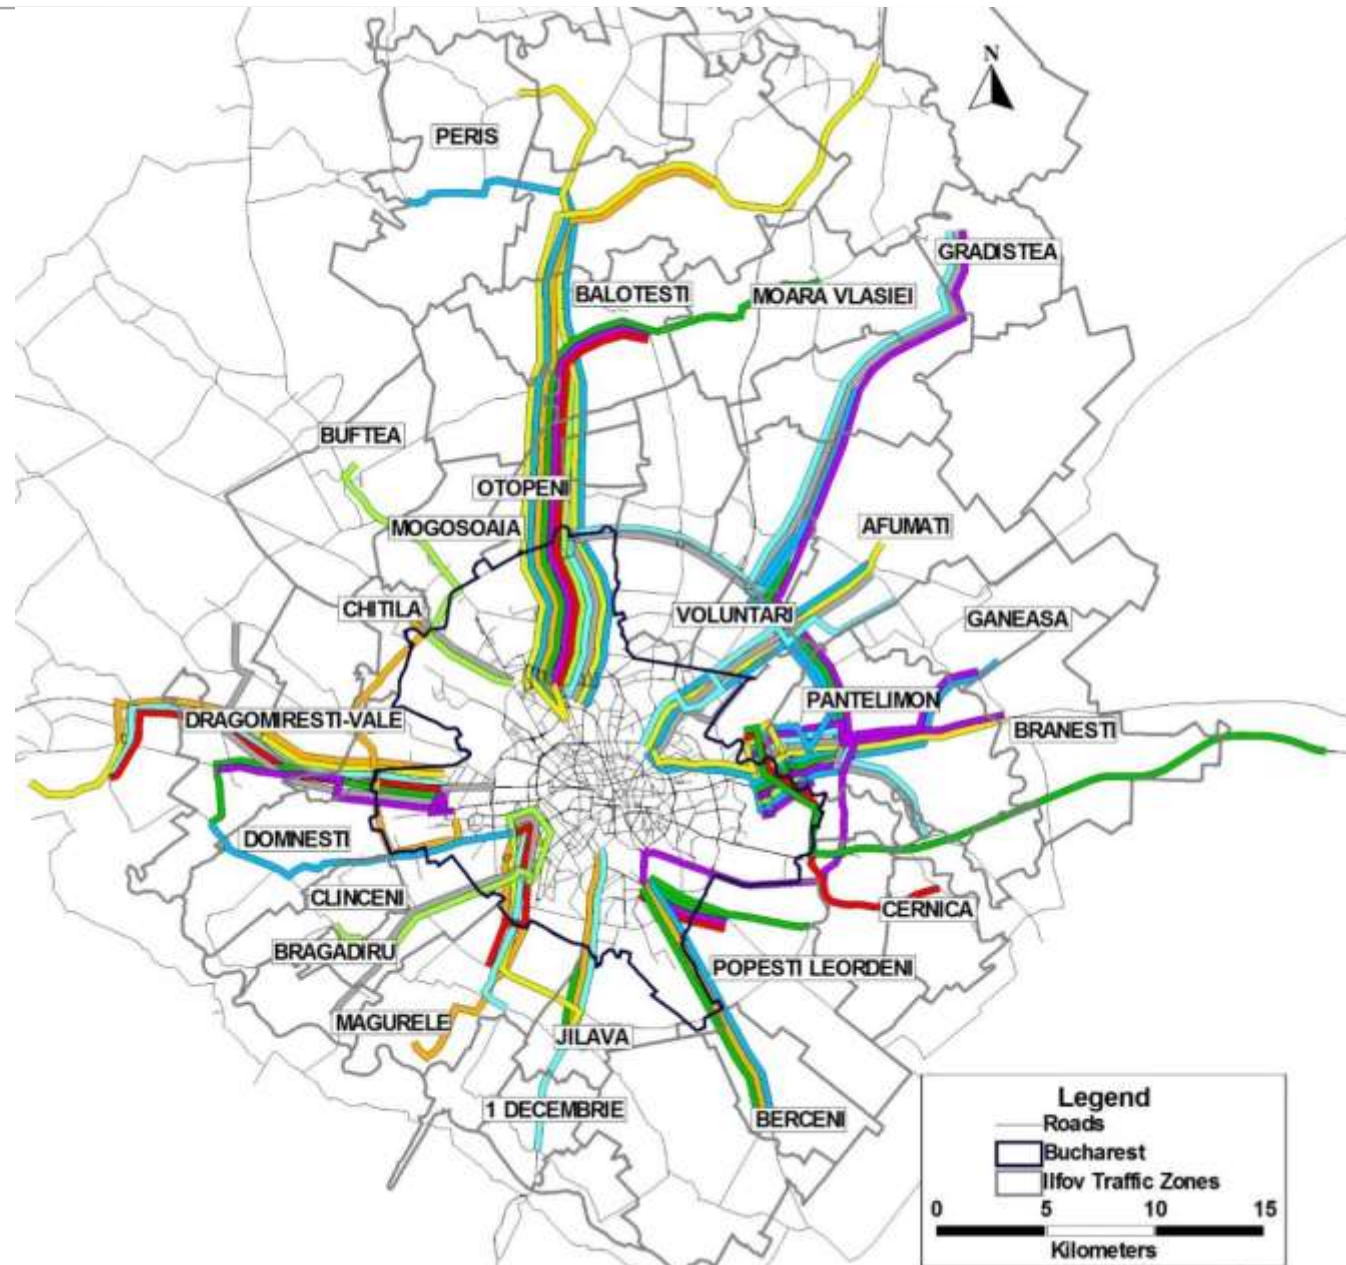 N
PERIS
GRADISTEA
BALOTESTI
MOARA VLASIEI
BUFTEA
OTOPENI
MOGOSOAIA
AFUMATI
CHITILA
VOLUNTARI
GANEASA
PANTELIMON
DRAGOMIRESTI-VALE
BRANESTI
DOMNESTI
CLINCENI
CERNICA
BRAGADIRU
POPESTI LEORDENI
MAGURELE
JILAVA
1 DECEMBRIE
BERCENI
Legend
Roads
Bucharest
Ilfov Traffic Zones
0 5 10 15
Kilometers